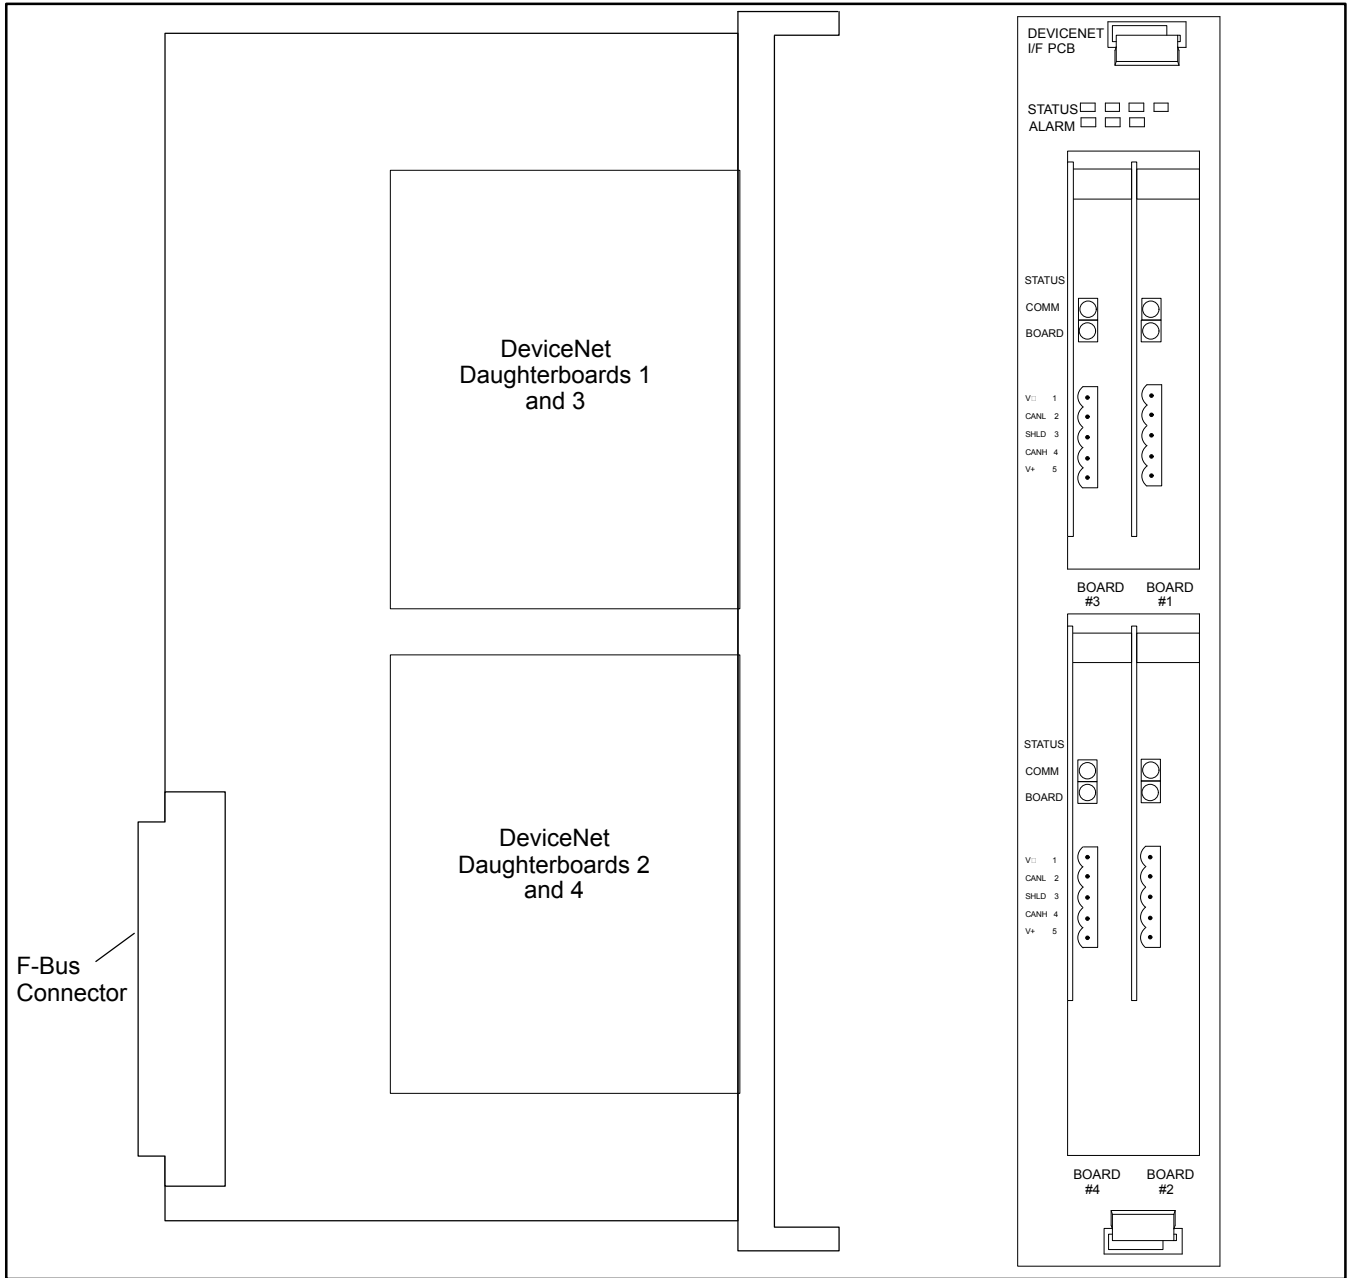 DeviceNet
Daughterboards 1
and 3
DeviceNet
Daughterboards 2
and 4
F-Bus
Connector
DEVICENET
I/F PCB
STATUS
ALARM
STATUS
COMM
BOARD
V□ 1
CANL 2
SHLD 3
CANH 4
V+ 5
BOARD BOARD
#3 #1
STATUS
COMM
BOARD
V□ 1
CANL 2
SHLD 3
CANH 4
V+ 5
BOARD BOARD
#4 #2